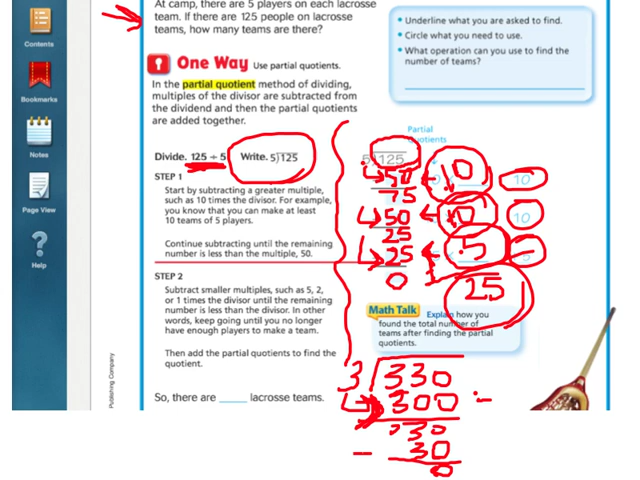 At camp, there are 5 players on each lacrosse
team. If there are 125 people on lacrosse
teams, how many teams are there?
• Underline what you are asked to find.
• Circle what you need to use.
• What operation can you use to find the
number of teams?
Contents
Bookmarks
Notes
Page View
Help
One Way Use partial quotients.
In the partial quotient method of dividing,
multiples of the divisor are subtracted from
the dividend and then the partial quotients
are added together.
Divide. 125 ÷ 5 Write. 5)125
STEP 1
Start by subtracting a greater multiple,
such as 10 times the divisor. For example,
you know that you can make at least
10 teams of 5 players.
Continue subtracting until the remaining
number is less than the multiple, 50.
STEP 2
Subtract smaller multiples, such as 5, 2,
or 1 times the divisor until the remaining
number is less than the divisor. In other
words, keep going until you no longer
have enough players to make a team.
Then add the partial quotients to find the
quotient.
So, there are _____ lacrosse teams.
Partial
Quotients
5)125
50 10 10
75
50 10 10
25
25 5 5
0
25
Math Talk Explain how you
found the total number of
teams after finding the partial
quotients.
3)330
300 -
30
- 30
0
Publishing Company